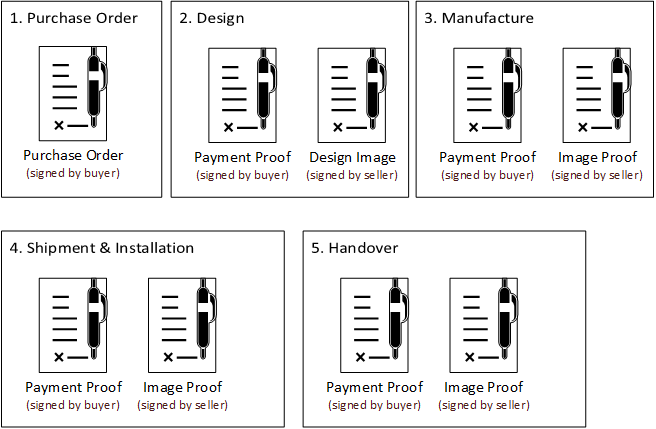 1. Purchase Order
Purchase Order
(signed by buyer)
2. Design
Payment Proof
(signed by buyer)
Design Image
(signed by seller)
3. Manufacture
Payment Proof
(signed by buyer)
Image Proof
(signed by seller)
4. Shipment & Installation
Payment Proof
(signed by buyer)
Image Proof
(signed by seller)
5. Handover
Payment Proof
(signed by buyer)
Image Proof
(signed by seller)